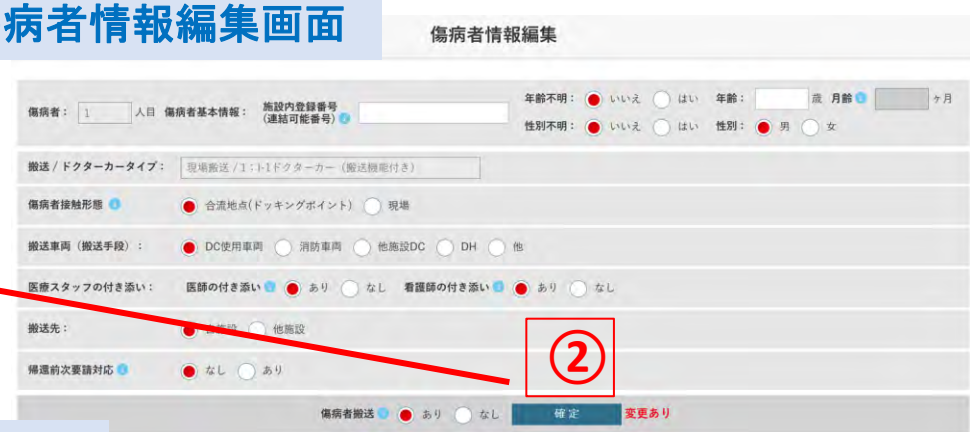 病者情報編集画面
傷病者情報編集
傷病者： 1 人目 傷病者基本情報： 施設内登録番号 (連結可能番号) 年齢不明： いいえ はい 年齢： 歳 月齢 ヶ月
性別不明： いいえ はい 性別： 男 女
搬送 / ドクターカータイプ： 現場搬送 / 1：1-1ドクターカー（搬送機能付き）
傷病者接触形態 合流地点(ドッキングポイント) 現場
搬送車両（搬送手段）： DC使用車両 消防車両 他施設DC DH 他
医療スタッフの付き添い： 医師の付き添い あり なし 看護師の付き添い あり なし
搬送先： 他施設
帰還前次要請対応 なし あり
②
傷病者搬送 あり なし 確定 変更あり